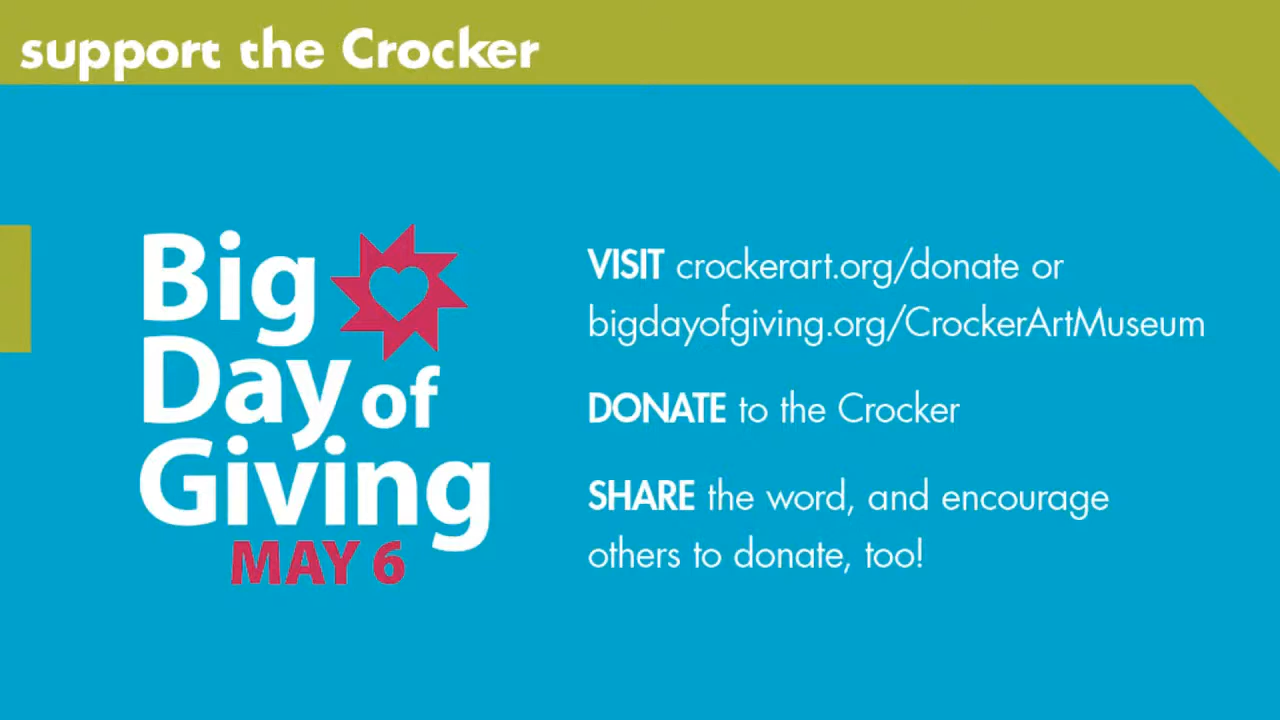 support the Crocker
Big
Day of
Giving
MAY 6
VISIT crockerart.org/donate or
bigdayofgiving.org/CrockerArtMuseum
DONATE to the Crocker
SHARE the word, and encourage
others to donate, too!